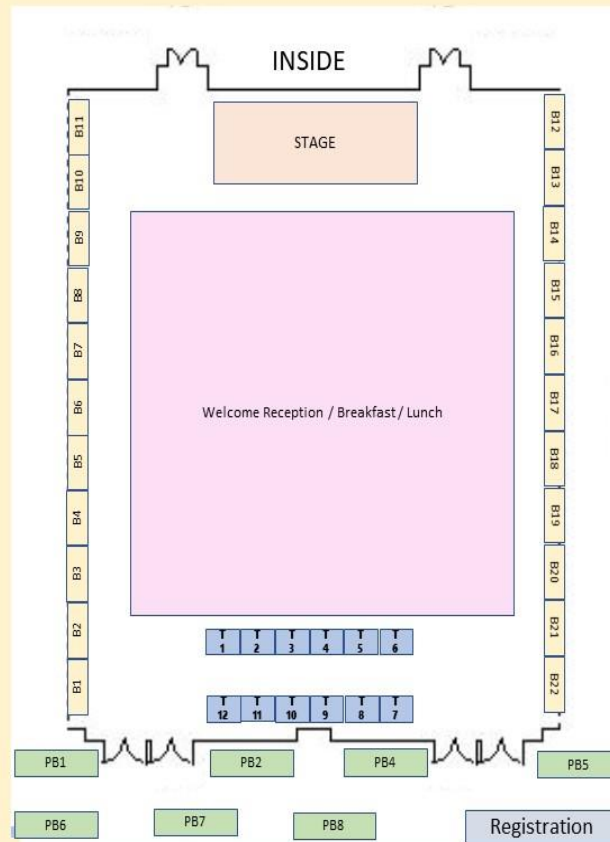 INSIDE
STAGE
B11
B10
B9
B8
B7
B6
B5
B4
B3
B2
B1
B12
B13
B14
B15
B16
B17
B18
B19
B20
B21
B22
Welcome Reception / Breakfast / Lunch
T 1
T 2
T 3
T 4
T 5
T 6
T 12
T 11
T 10
T 9
T 8
T 7
PB1
PB2
PB4
PB5
PB6
PB7
PB8
Registration